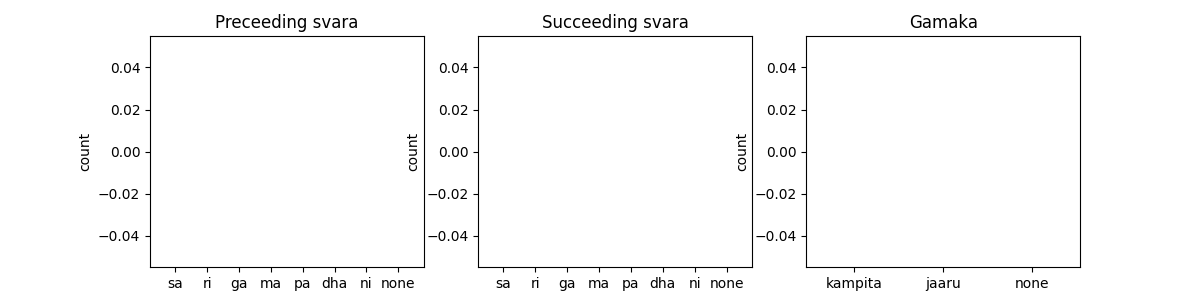 Preceeding svara
0.04
0.02
0.00
−0.02
−0.04
count
sa ri ga ma pa dha ni none
Succeeding svara
0.04
0.02
0.00
−0.02
−0.04
count
sa ri ga ma pa dha ni none
Gamaka
0.04
0.02
0.00
−0.02
−0.04
count
kampita jaaru none